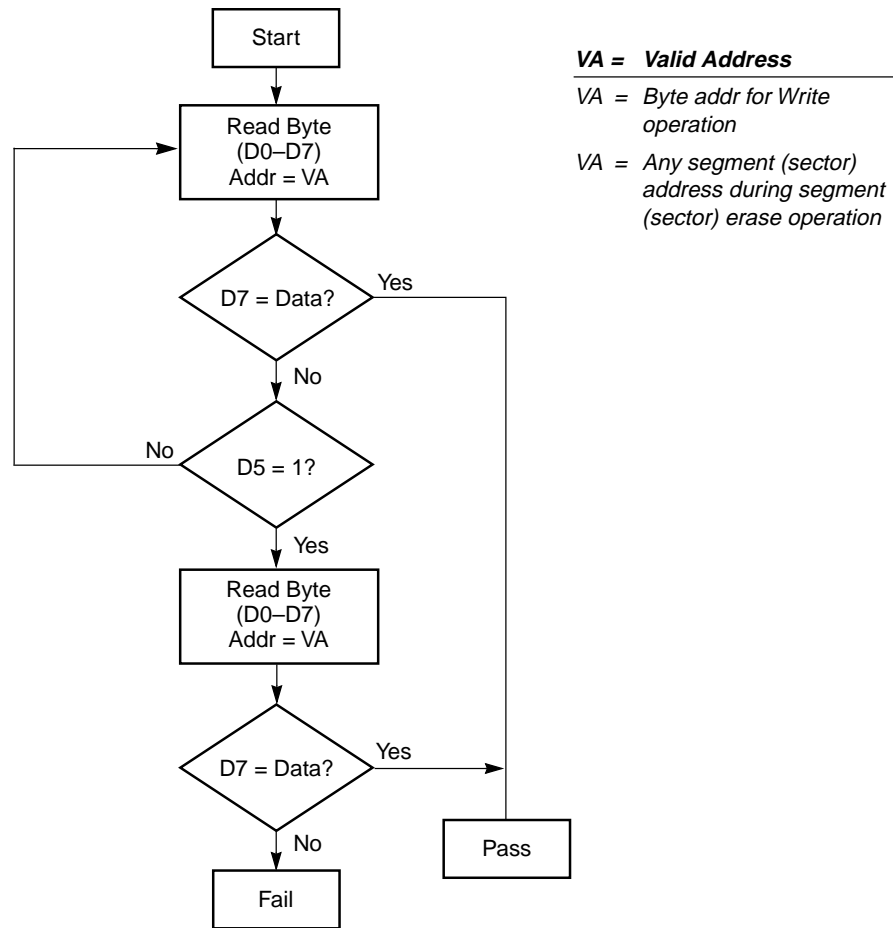 Start
Read Byte
(D0–D7)
Addr = VA
D7 = Data?
Yes
No
D5 = 1?
No
Yes
Read Byte
(D0–D7)
Addr = VA
D7 = Data?
Yes
No
Pass
Fail
VA = Valid Address
VA = Byte addr for Write
operation
VA = Any segment (sector)
address during segment
(sector) erase operation